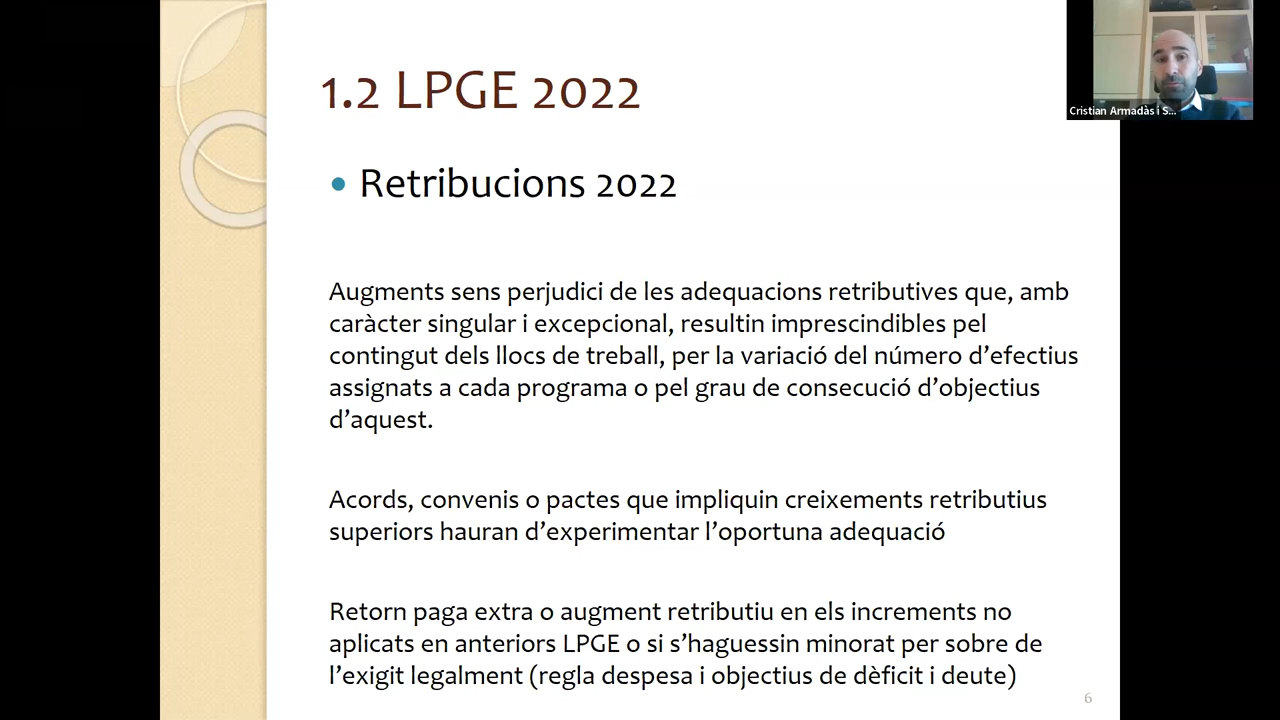 1.2 LPGE 2022
Cristian Armadàs i S...
Retribucions 2022
Augments sens perjudici de les adequacions retributives que, amb
caràcter singular i excepcional, resultin imprescindibles pel
contingut dels llocs de treball, per la variació del número d’efectius
assignats a cada programa o pel grau de consecució d’objectius
d’aquest.
Acords, convenis o pactes que impliquin creixements retributius
superiors hauran d’experimentar l’oportuna adequació
Retorn paga extra o augment retributiu en els increments no
aplicats en anteriors LPGE o si s’haguessin minorat per sobre de
l’exigit legalment (regla despesa i objectius de dèficit i deute)
6